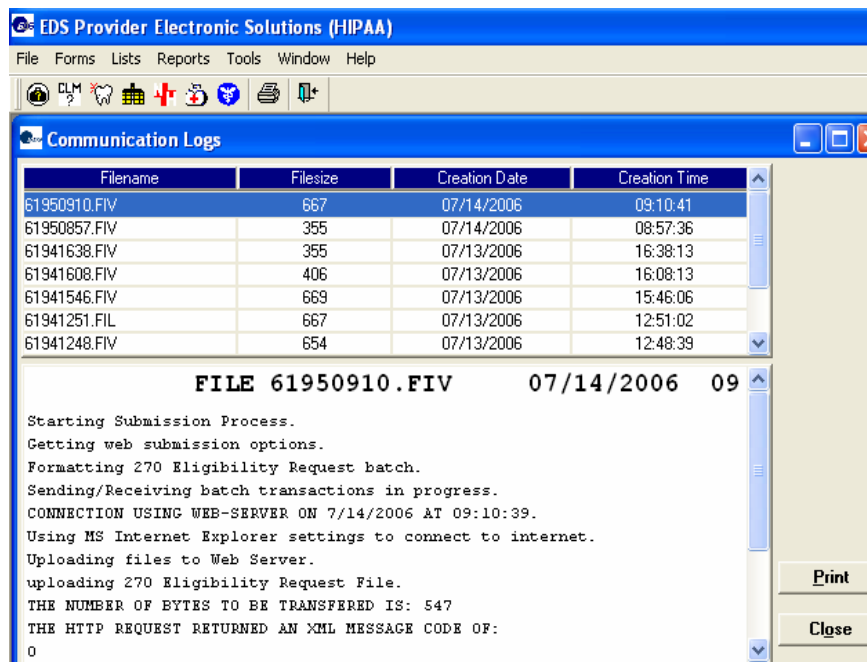 EDS Provider Electronic Solutions (HIPAA)
File Forms Lists Reports Tools Window Help
CLM ?
Communication Logs
Filename Filesize Creation Date Creation Time
61950910.FIV 667 07/14/2006 09:10:41
61950857.FIV 355 07/14/2006 08:57:36
61941638.FIV 355 07/13/2006 16:38:13
61941608.FIV 406 07/13/2006 16:08:13
61941546.FIV 669 07/13/2006 15:46:06
61941251.FIL 667 07/13/2006 12:51:02
61941248.FIV 654 07/13/2006 12:48:39
FILE 61950910.FIV 07/14/2006 09
Starting Submission Process.
Getting web submission options.
Formatting 270 Eligibility Request batch.
Sending/Receiving batch transactions in progress.
CONNECTION USING WEB-SERVER ON 7/14/2006 AT 09:10:39.
Using MS Internet Explorer settings to connect to internet.
Uploading files to Web Server.
uploading 270 Eligibility Request File.
THE NUMBER OF BYTES TO BE TRANSFERED IS: 547
THE HTTP REQUEST RETURNED AN XML MESSAGE CODE OF:
0
Print
Close